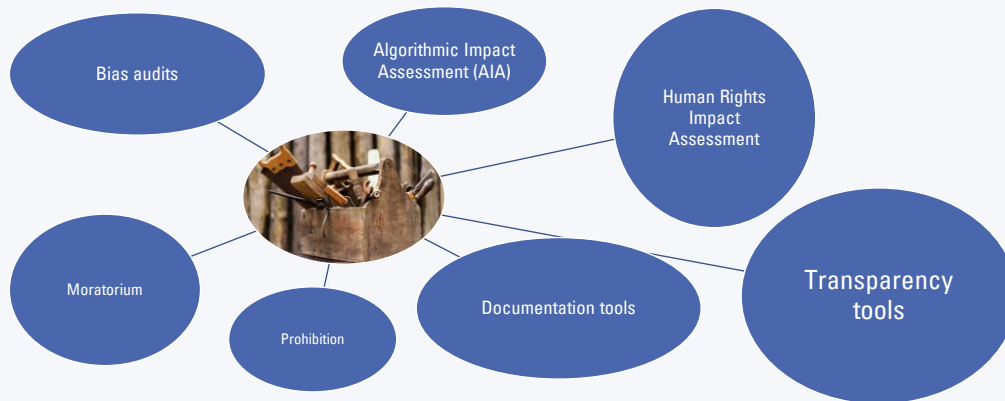 Bias audits
Algorithmic Impact
Assessment (AIA)
Human Rights
Impact
Assessment
Moratorium
Prohibition
Documentation tools
Transparency
tools